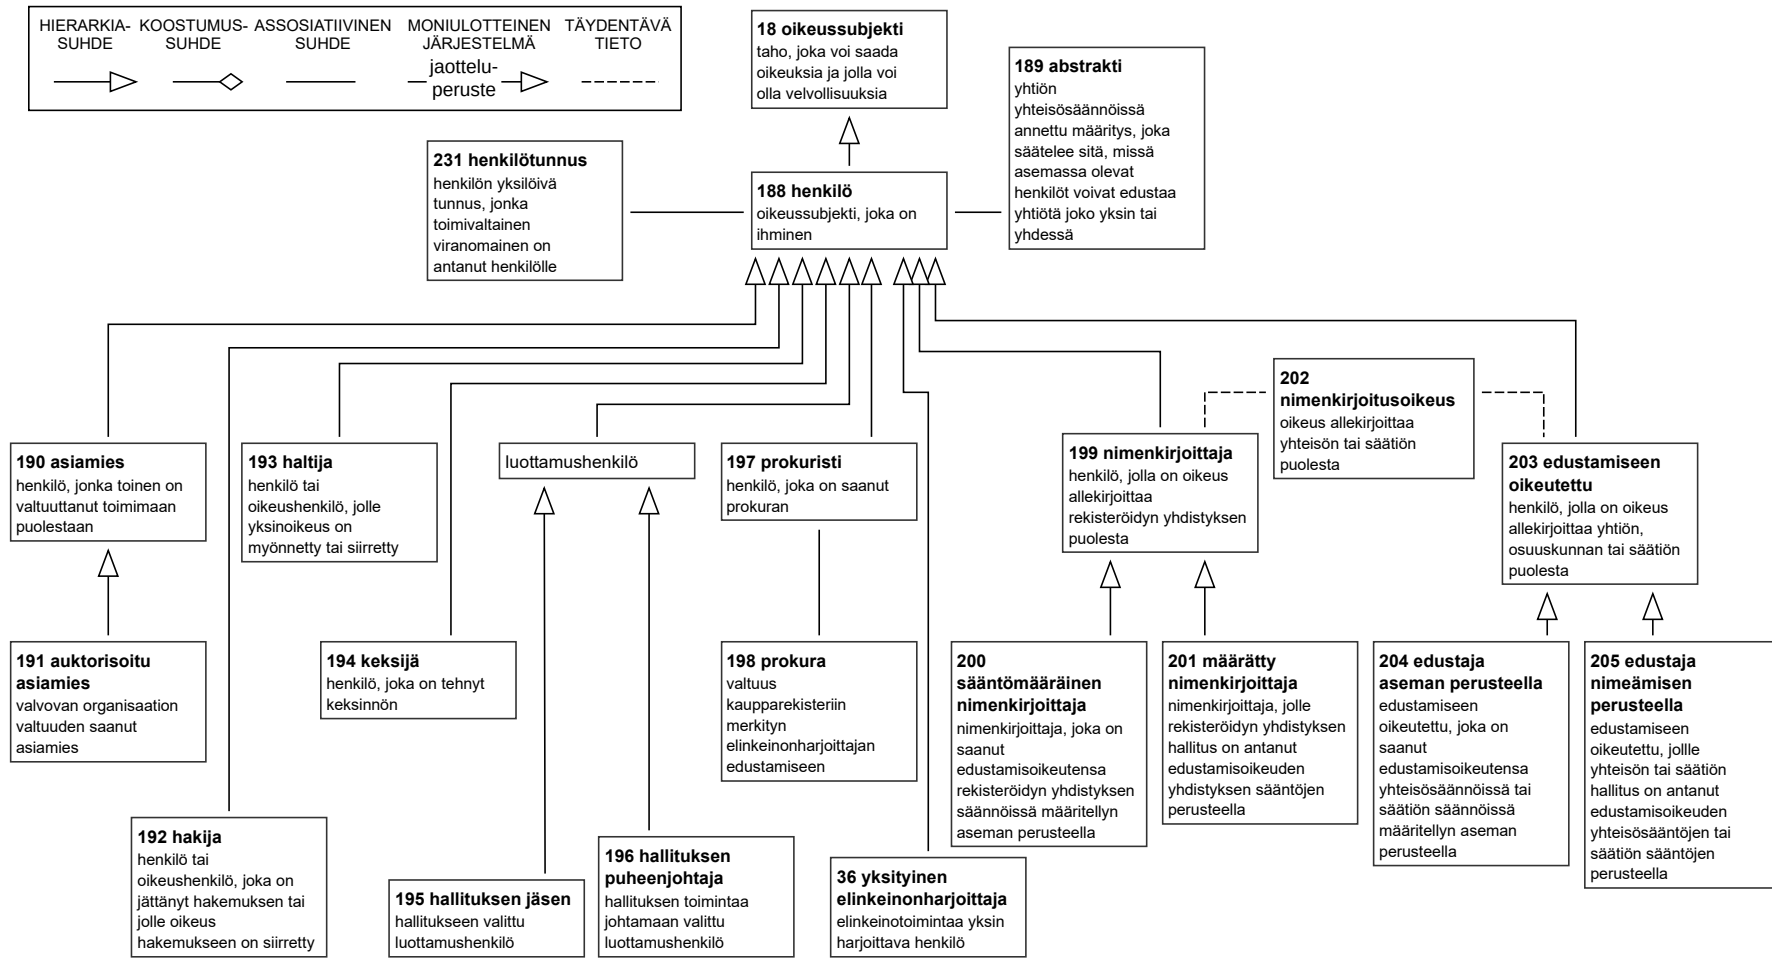 HIERARKIA-
SUHDE
KOOSTUMUS-
SUHDE
ASSOSIATIIVINEN
SUHDE
MONIULOTTEINEN
JÄRJESTELMÄ
TÄYDENTÄVÄ
TIETO
jaottelu-
peruste
18 oikeussubjekti
taho, joka voi saada
oikeuksia ja jolla voi
olla velvollisuuksia
189 abstrakti
yhtiön
yhteisösäännöissä
annettu määritys, joka
säätelee sitä, missä
asemassa olevat
henkilöt voivat edustaa
yhtiötä joko yksin tai
yhdessä
231 henkilötunnus
henkilön yksilöivä
tunnus, jonka
toimivaltainen
viranomainen on
antanut henkilölle
188 henkilö
oikeussubjekti, joka on
ihminen
202
nimenkirjoitusoikeus
oikeus allekirjoittaa
yhteisön tai säätiön
puolesta
190 asiamies
henkilö, jonka toinen on
valtuuttanut toimimaan
puolestaan
193 haltija
henkilö tai
oikeushenkilö, jolle
yksinoikeus on
myönnetty tai siirretty
luottamushenkilö
197 prokuristi
henkilö, joka on saanut
prokuran
199 nimenkirjoittaja
henkilö, jolla on oikeus
allekirjoittaa
rekisteröidyn yhdistyksen
puolesta
203 edustamiseen
oikeutettu
henkilö, jolla on oikeus
allekirjoittaa yhtiön,
osuuskunnan tai säätiön
puolesta
191 auktorisoitu
asiamies
valvovan organisaation
valtuuden saanut
asiamies
194 keksijä
henkilö, joka on tehnyt
keksinnön
198 prokura
valtuus
kaupparekisteriin
merkityn
elinkeinonharjoittajan
edustamiseen
200
sääntömääräinen
nimenkirjoittaja
nimenkirjoittaja, joka on
saanut
edustamisoikeutensa
rekisteröidyn yhdistyksen
säännöissä määritellyn
aseman perusteella
201 määrätty
nimenkirjoittaja
nimenkirjoittaja, jolle
rekisteröidyn yhdistyksen
hallitus on antanut
edustamisoikeuden
yhdistyksen sääntöjen
perusteella
204 edustaja
aseman perusteella
edustamiseen
oikeutettu, joka on
saanut
edustamisoikeutensa
yhteisösäännöissä tai
säätiön säännöissä
määritellyn aseman
perusteella
205 edustaja
nimeämisen
perusteella
edustamiseen
oikeutettu, jollle
yhteisön tai säätiön
hallitus on antanut
edustamisoikeuden
yhteisösääntöjen tai
säätiön sääntöjen
perusteella
192 hakija
henkilö tai
oikeushenkilö, joka on
jättänyt hakemuksen tai
jolle oikeus
hakemukseen on siirretty
195 hallituksen jäsen
hallitukseen valittu
luottamushenkilö
196 hallituksen
puheenjohtaja
hallituksen toimintaa
johtamaan valittu
luottamushenkilö
36 yksityinen
elinkeinonharjoittaja
elinkeinotoimintaa yksin
harjoittava henkilö